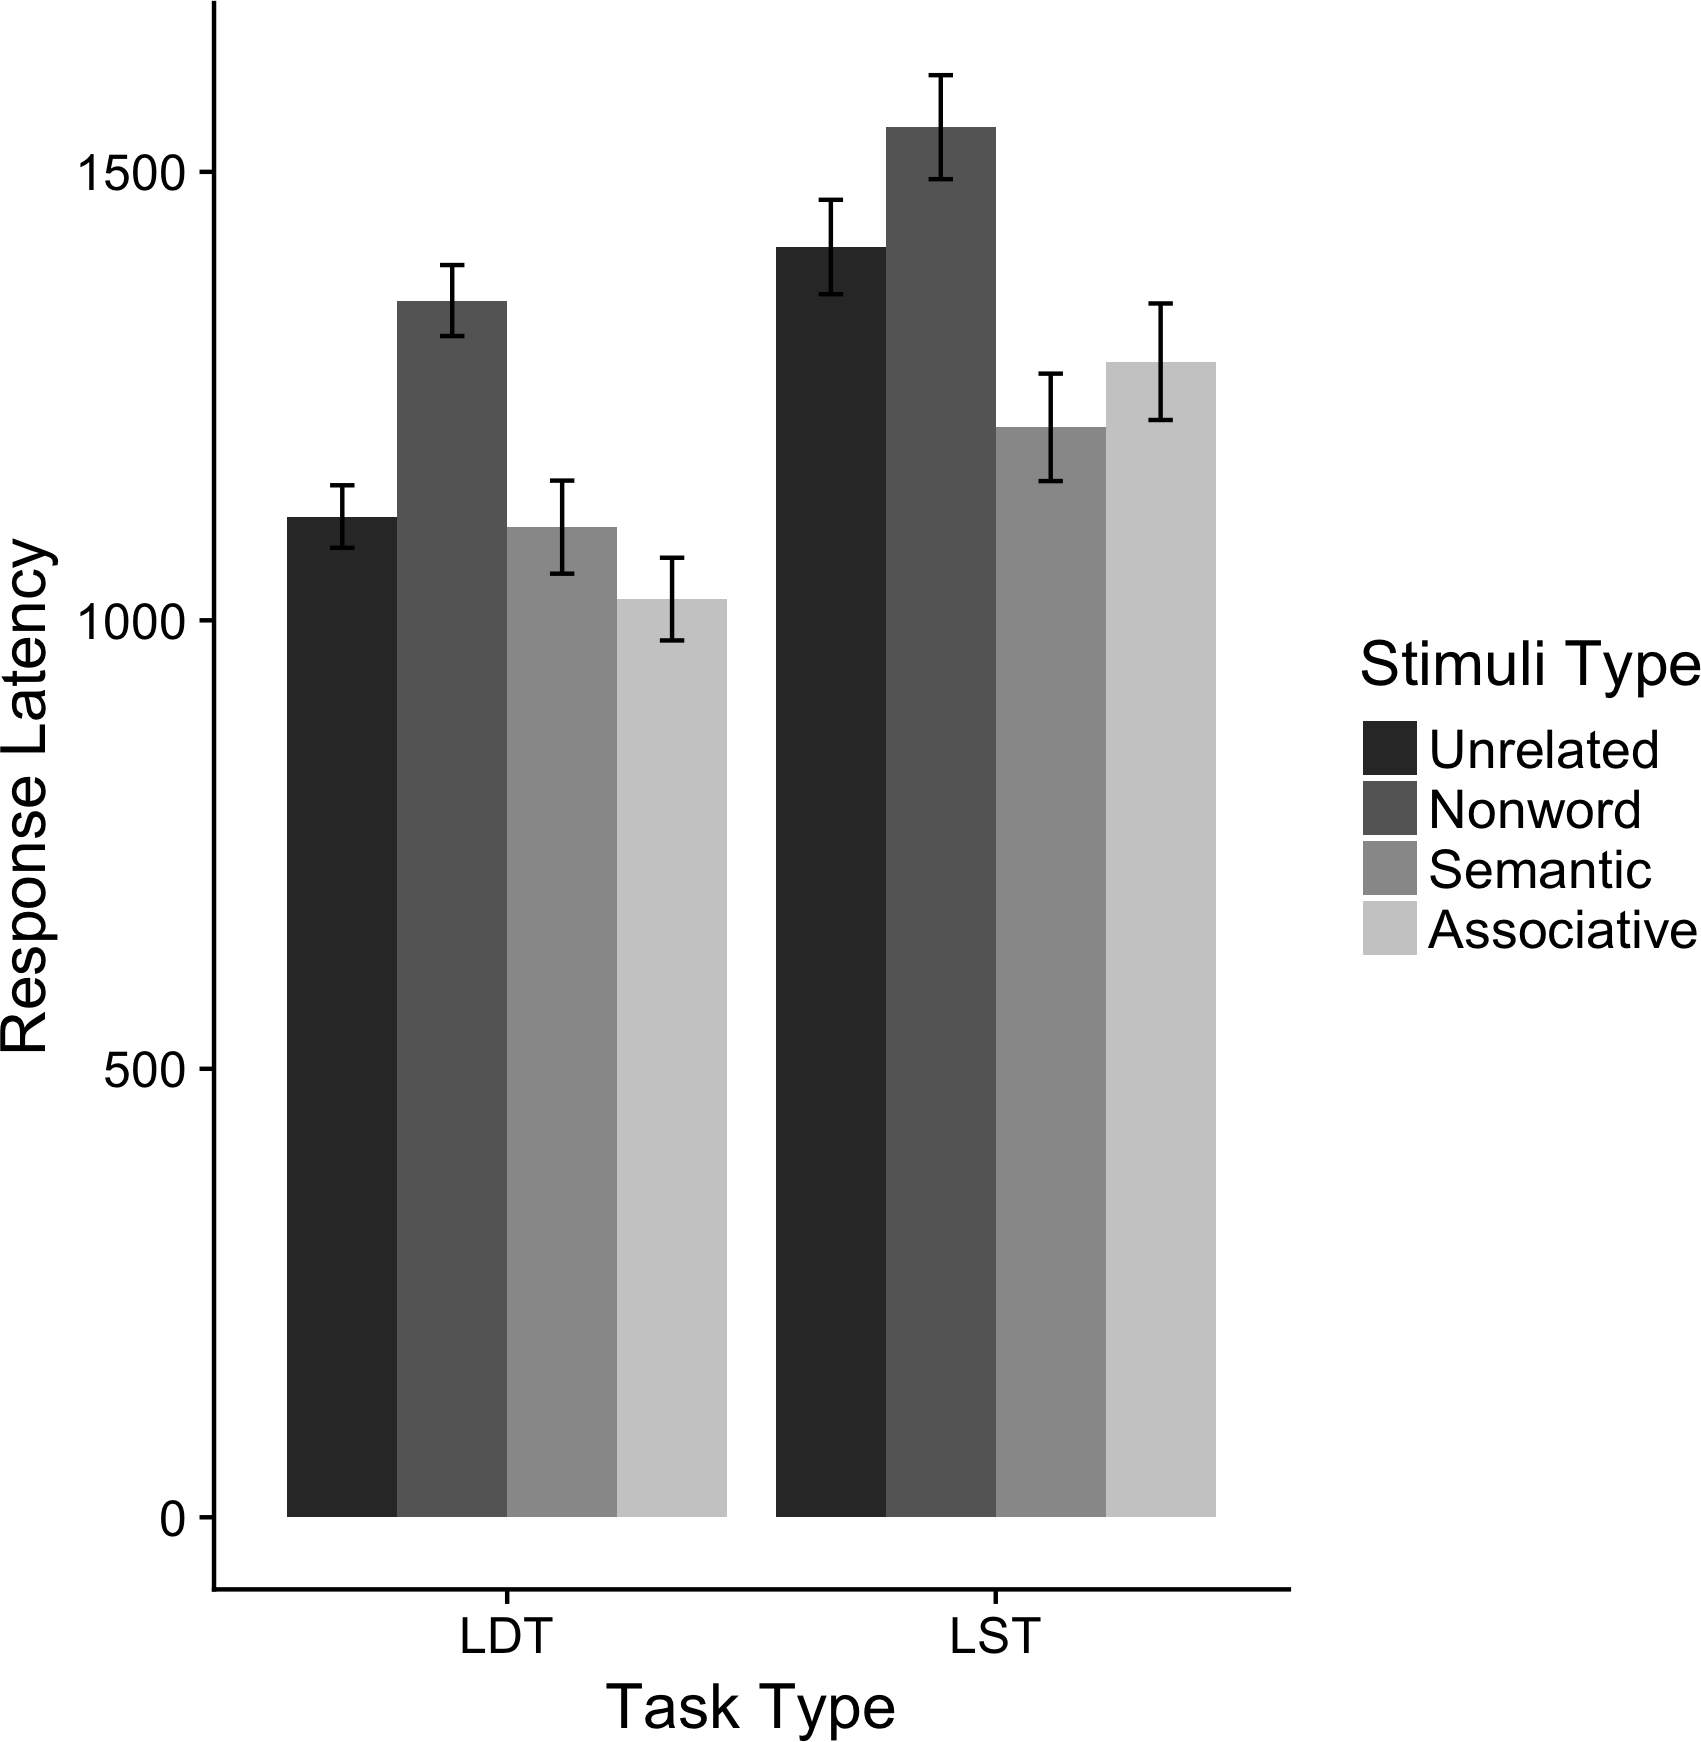 Response Latency
1500
1000
500
0
LDT
LST
Task Type
Stimuli Type
Unrelated
Nonword
Semantic
Associative